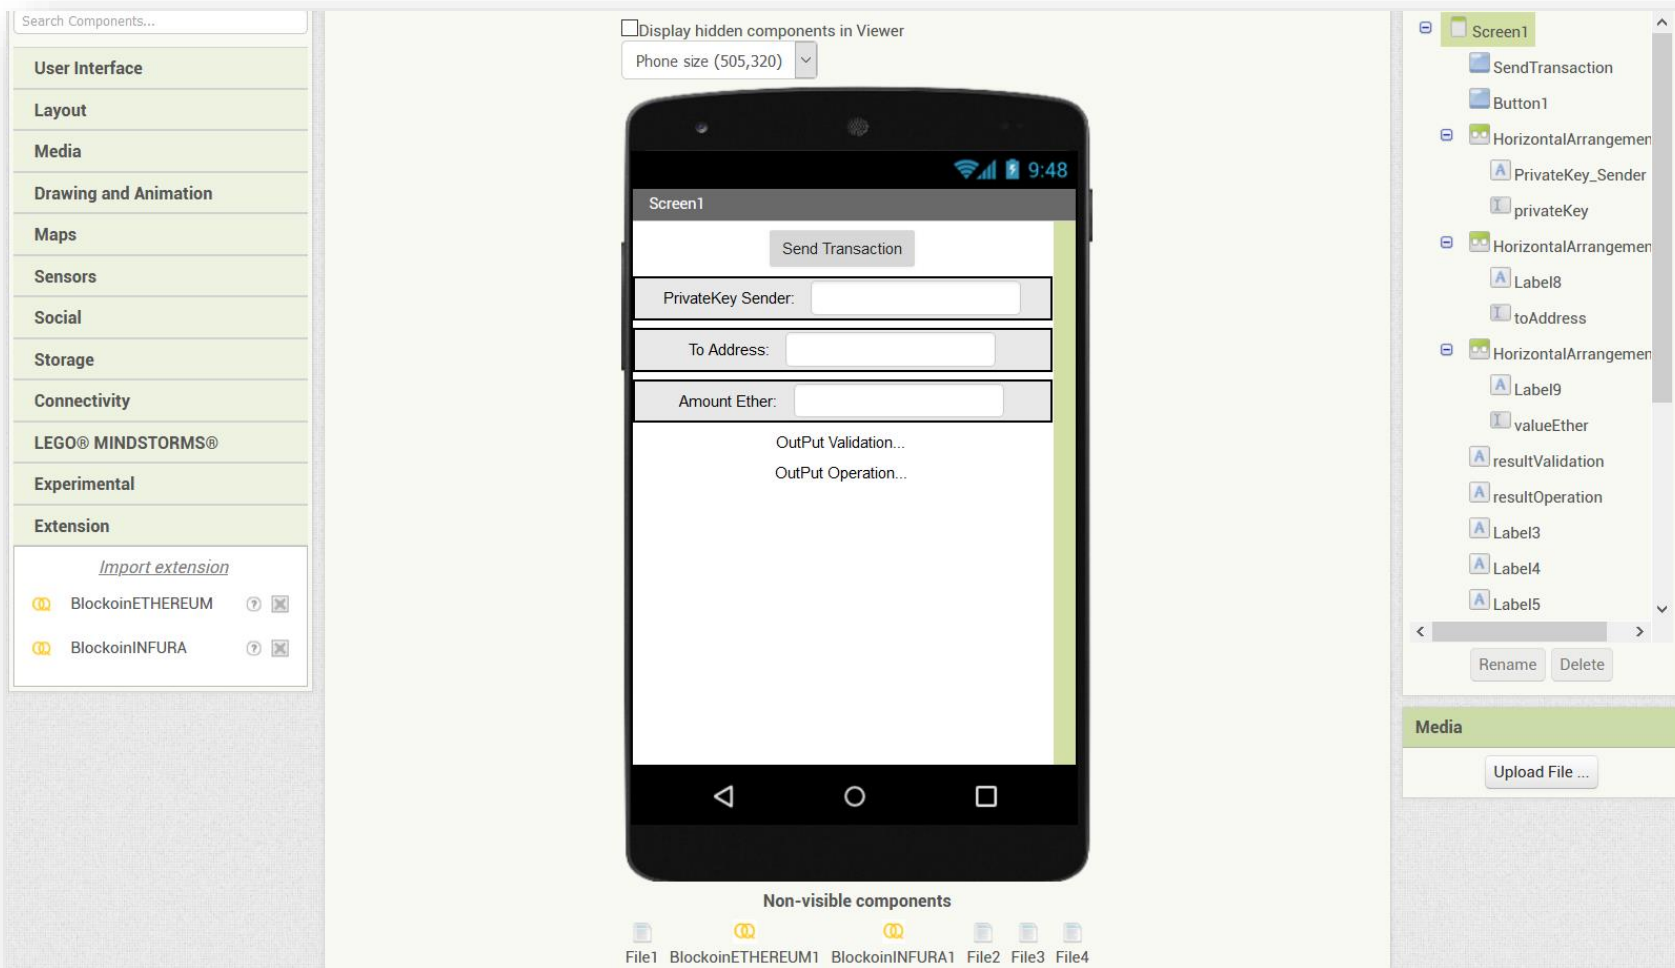 Search Components...
User Interface
Layout
Media
Drawing and Animation
Maps
Sensors
Social
Storage
Connectivity
LEGO® MINDSTORMS®
Experimental
Extension
Import extension
BlockoinETHEREUM ?
BlockoinINFURA ?
Display hidden components in Viewer
Phone size (505,320)
9:48
Screen1
Send Transaction
PrivateKey Sender:
To Address:
Amount Ether:
OutPut Validation...
OutPut Operation...
Non-visible components
File1 BlockoinETHEREUM1 BlockoinINFURA1 File2 File3 File4
Screen1
SendTransaction
Button1
HorizontalArrangemen
A PrivateKey_Sender
privateKey
HorizontalArrangemen
A Label8
toAddress
HorizontalArrangemen
A Label9
valueEther
A resultValidation
A resultOperation
A Label3
A Label4
A Label5
Rename Delete
Media
Upload File ...